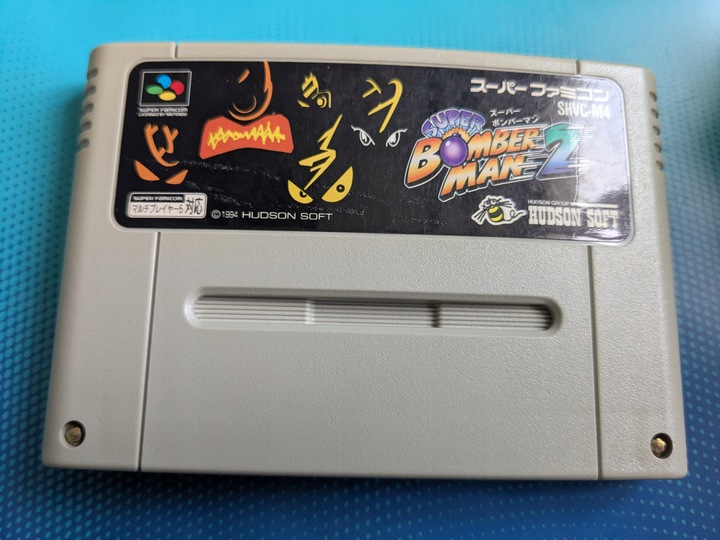 SUPER FAMICOM
LICENSED BY NINTENDO
スーパーファミコン
SHVC-M4
スーパー
ボンバーマン
SUPER
BOMBER
MAN 2
SUPER FAMICOM
マルチプレイヤー5対応
©1994 HUDSON SOFT
HUDSON GROUP
HUDSON SOFT